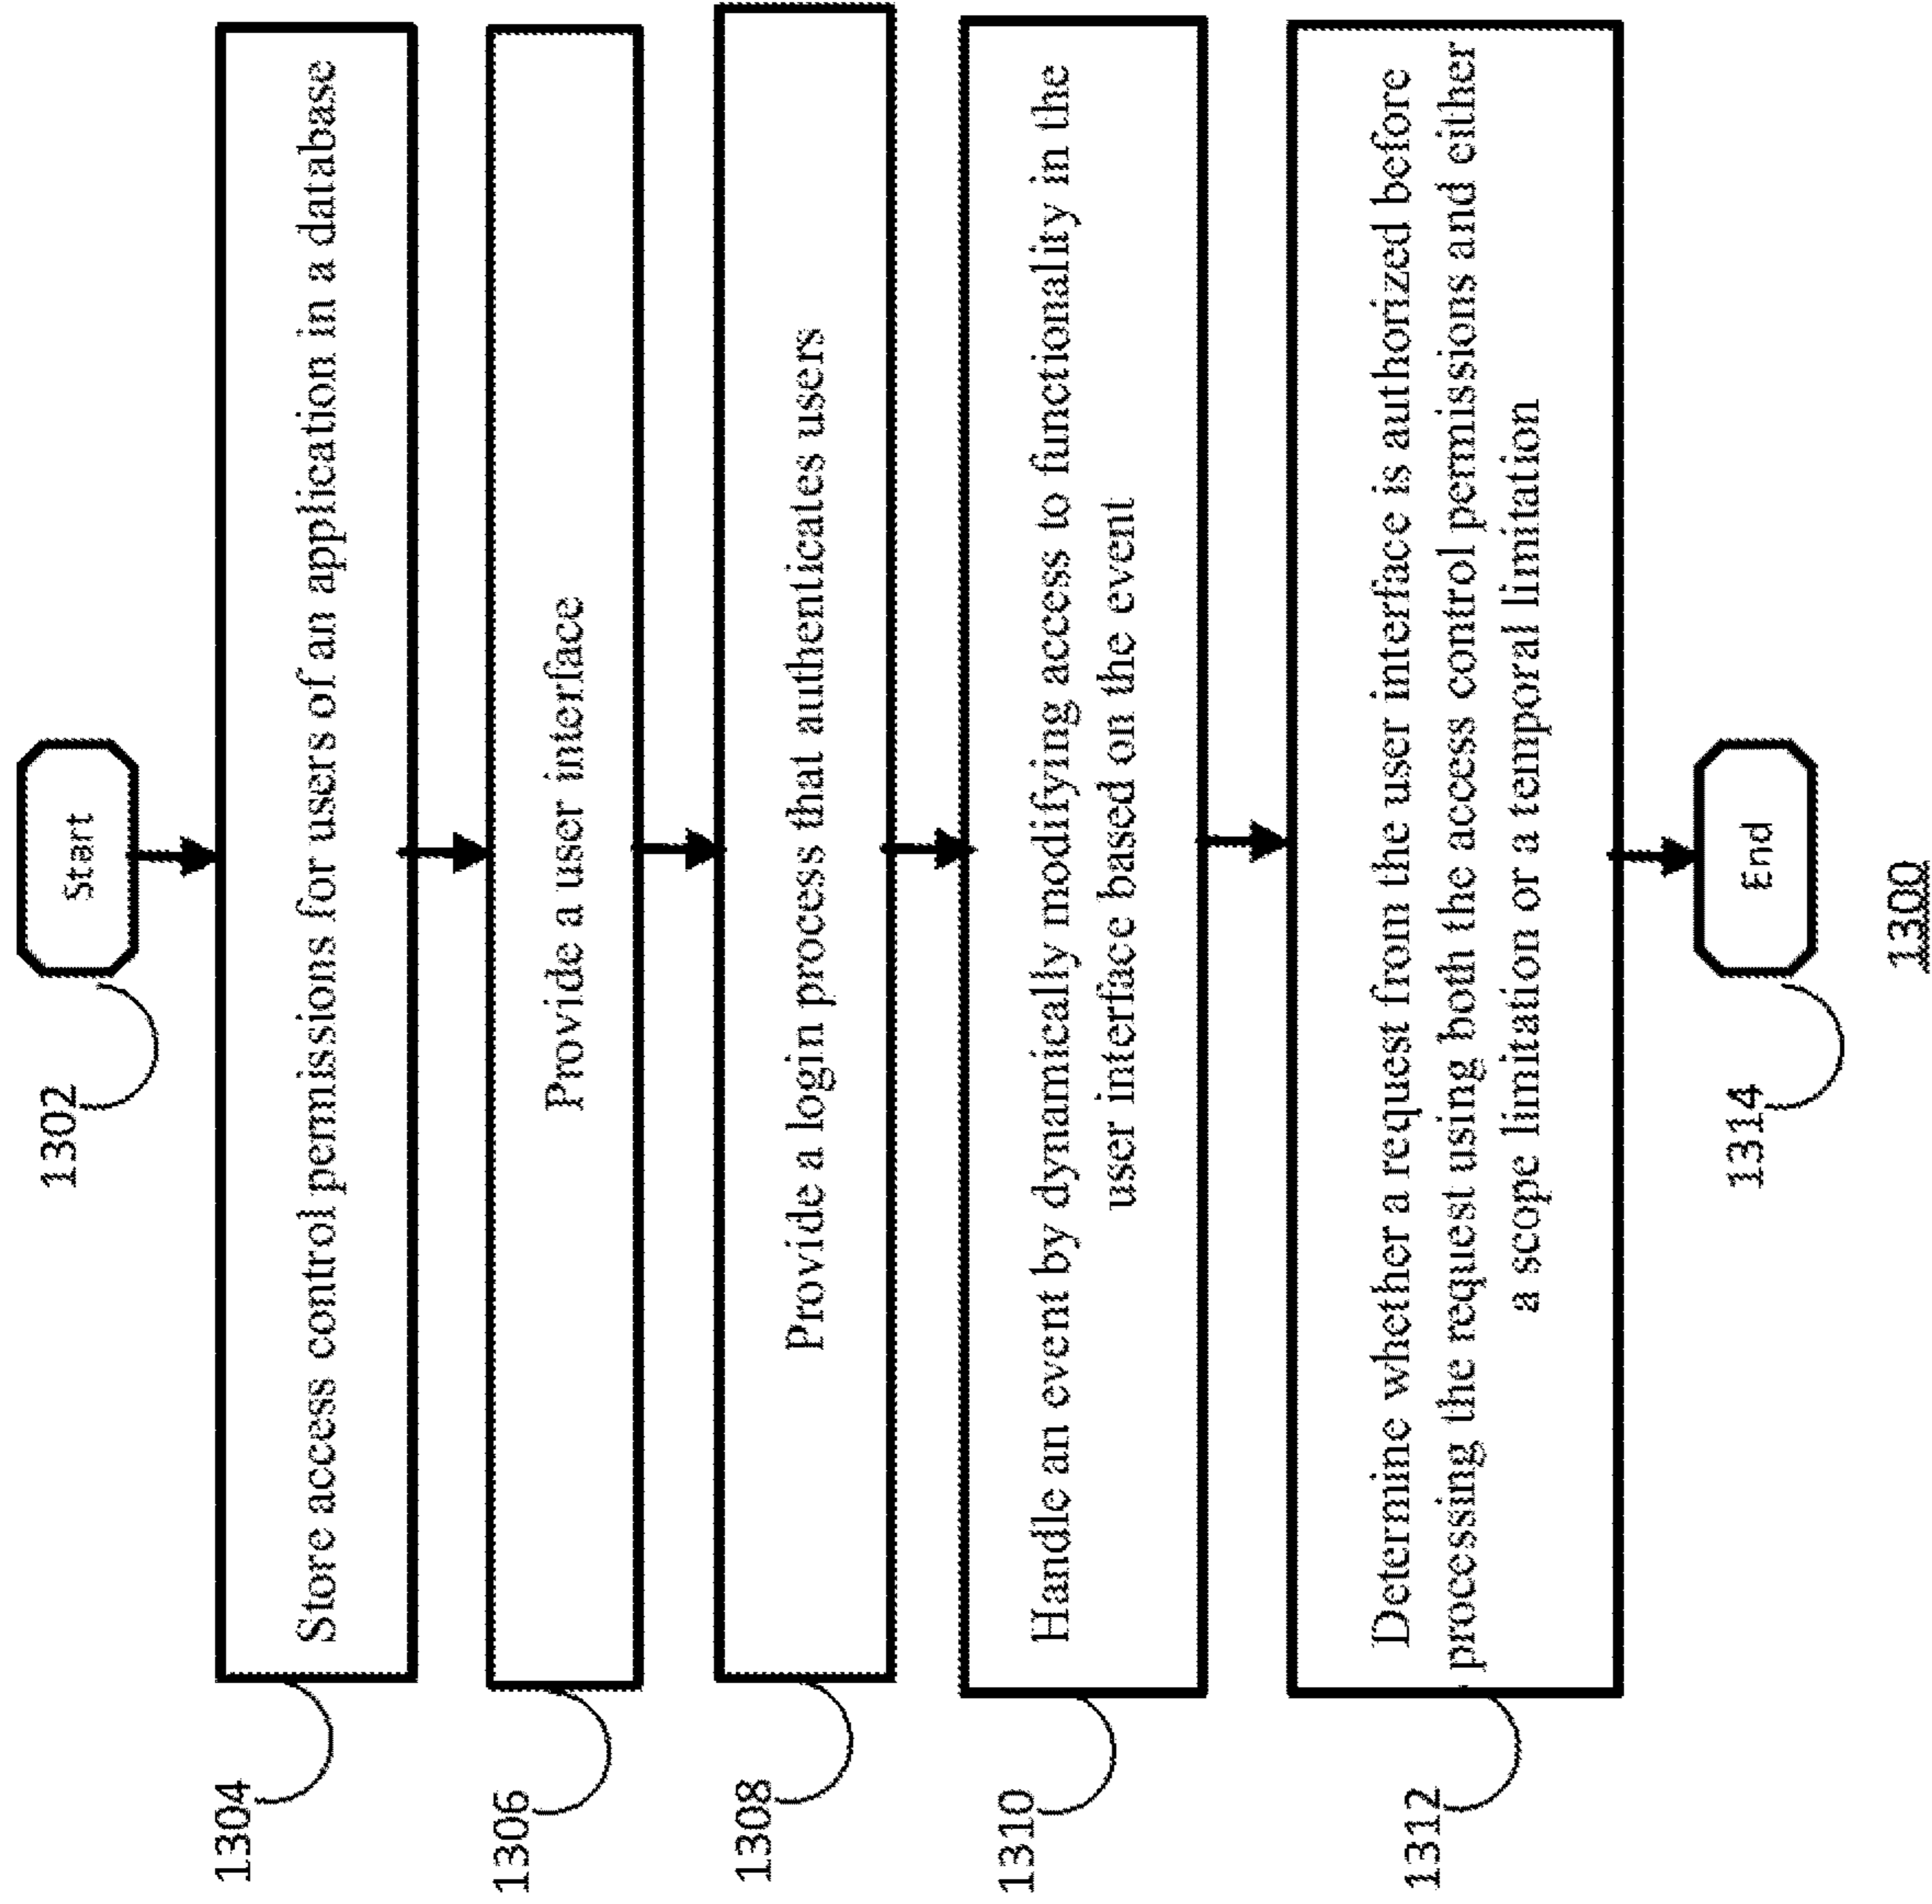 1302
Start
1304
Store access control permissions for users of an application in a database
1306
Provide a user interface
1308
Provide a login process that authenticates users
1310
Handle an event by dynamically modifying access to functionality in the
user interface based on the event
1312
Determine whether a request from the user interface is authorized before
processing the request using both the access control permissions and either
a scope limitation or a temporal limitation
1314
End
1300